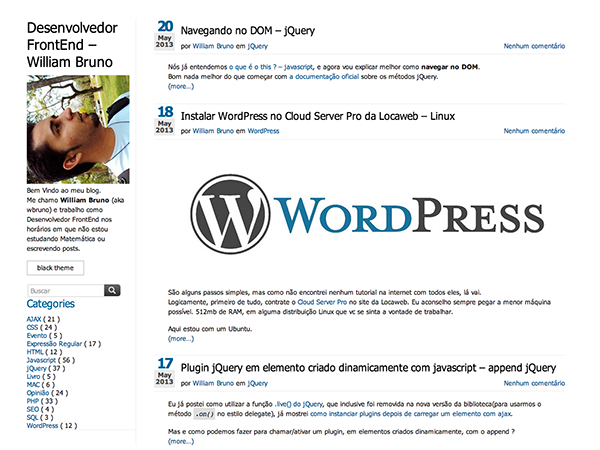 Desenvolvedor
FrontEnd –
William Bruno
Bem Vindo ao meu blog.
Me chamo William Bruno (aka
wbruno) e trabalho como
Desenvolvedor FrontEnd nos
horários em que não estou
estudando Matemática ou
escrevendo posts.
black theme
Buscar
Categories
AJAX ( 21 )
CSS ( 24 )
Evento ( 5 )
Expressão Regular ( 17 )
HTML ( 12 )
Javascript ( 56 )
jQuery ( 37 )
Livro ( 5 )
MAC ( 6 )
Opinião ( 24 )
PHP ( 33 )
SEO ( 4 )
SQL ( 3 )
WordPress ( 12 )
20
May
2013
Navegando no DOM – jQuery
por William Bruno em jQuery
Nenhum comentário
Nós já entendemos o que é o this ? – javascript, e agora vou explicar melhor como navegar no DOM.
Bom nada melhor do que começar com a documentação oficial sobre os métodos jQuery.
(more...)
18
May
2013
Instalar WordPress no Cloud Server Pro da Locaweb – Linux
por William Bruno em WordPress
Nenhum comentário
W WORDPRESS
São alguns passos simples, mas como não encontrei nenhum tutorial na internet com todos eles, lá vai.
Logicamente, primeiro de tudo, contrate o Cloud Server Pro no site da Locaweb. Eu aconselho sempre pegar a menor máquina
possível. 512mb de RAM, em alguma distribuição Linux que vc se sinta a vontade de trabalhar.
Aqui estou com um Ubuntu.
(more...)
17
May
2013
Plugin jQuery em elemento criado dinamicamente com javascript – append jQuery
por William Bruno em jQuery
Nenhum comentário
Eu já postei como utilizar a função .live() do jQuery, que inclusive foi removida na nova versão da biblioteca(para usarmos o
método .on() no estilo delegate), já mostrei como instanciar plugins depois de carregar um elemento com ajax.
Mas e como podemos fazer para chamar/ativar um plugin, em elementos criados dinamicamente, com o append ?
(more...)